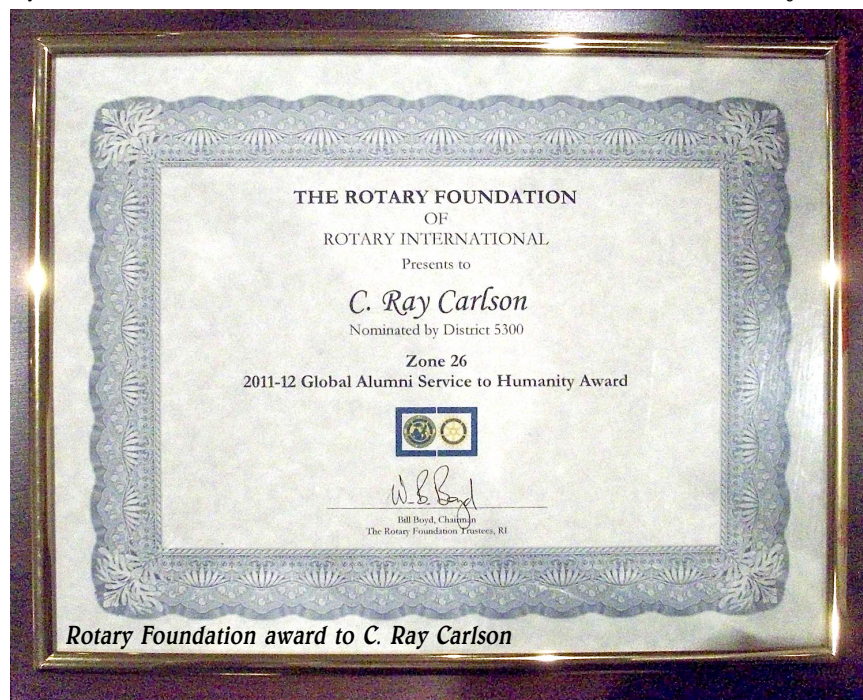 THE ROTARY FOUNDATION
OF
ROTARY INTERNATIONAL
Presents to
C. Ray Carlson
Nominated by District 5300
Zone 26
2011-12 Global Alumni Service to Humanity Award
W. B. Boyd
Bill Boyd, Chairman
The Rotary Foundation Trustees, RI
Rotary Foundation award to C. Ray Carlson